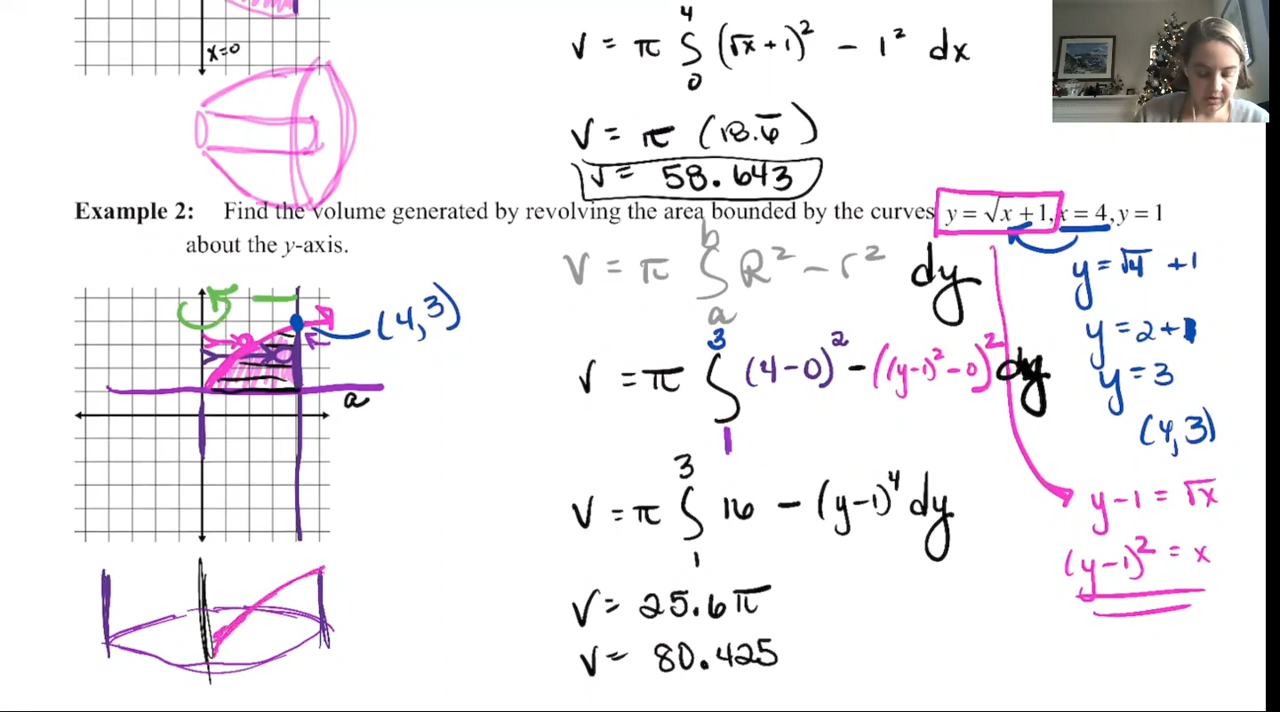 x=0
V = π ∫₀⁴ (√x + 1)² − 1² dx
V = π (18.6̅)
V = 58.643
Example 2: Find the volume generated by revolving the area bounded by the curves y = √x + 1, x = 4, y = 1
about the y-axis.
V = π ∫ₐᵇ R² − r² dy
y = √4 + 1
y = 2 + 1
y = 3
(4, 3)
(4, 3)
a
V = π ∫₁³ (4 − 0)² − ((y−1)² − 0)² dy
V = π ∫₁³ 16 − (y−1)⁴ dy
y − 1 = √x
(y−1)² = x
V = 25.6π
V = 80.425